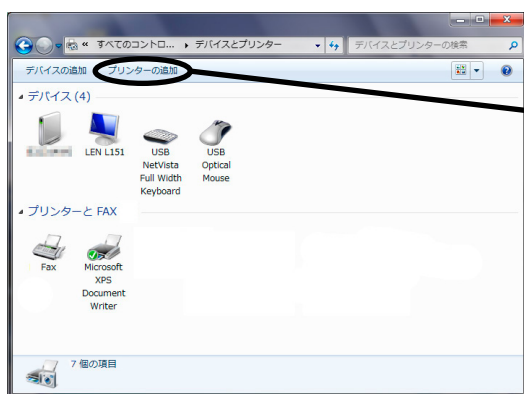 « すべてのコントロ... ▸ デバイスとプリンター
デバイスとプリンターの検索
デバイスの追加 プリンターの追加
デバイス (4)
LEN L151
USB NetVista Full Width Keyboard
USB Optical Mouse
プリンターと FAX
Fax
Microsoft XPS Document Writer
7 個の項目